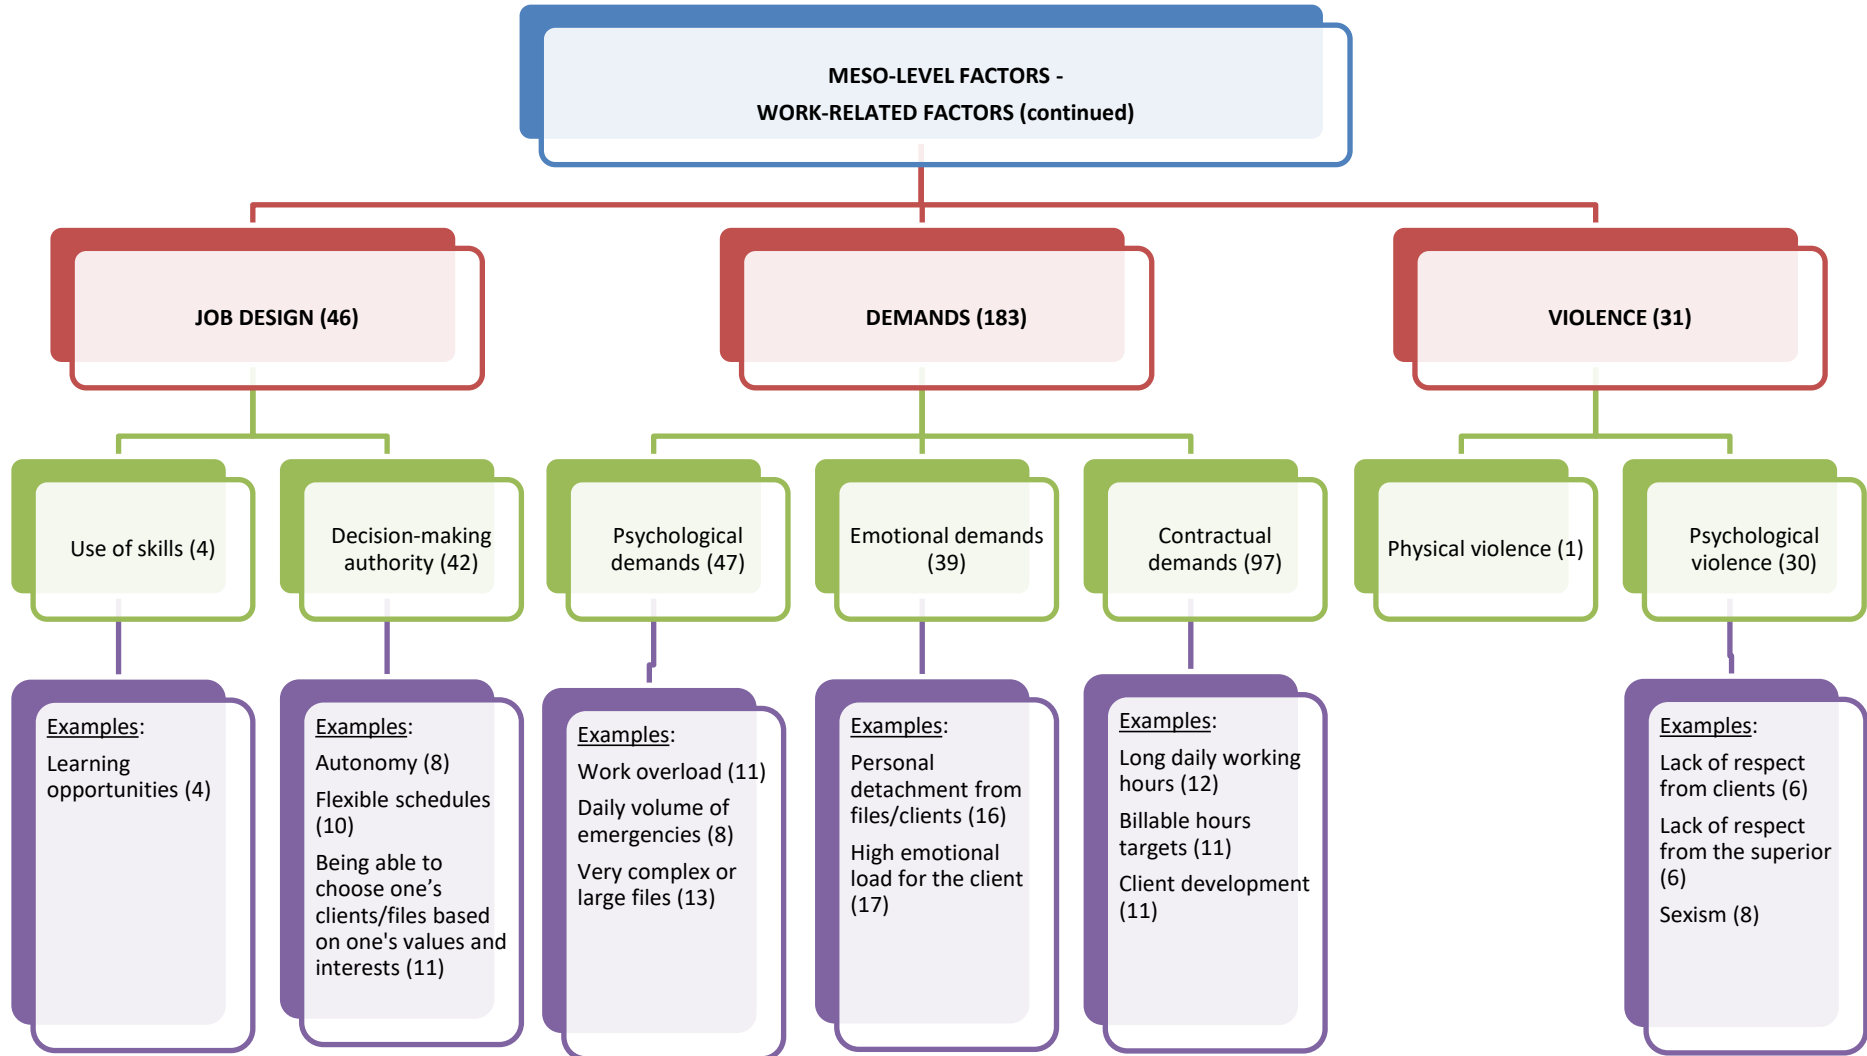 MESO-LEVEL FACTORS -
WORK-RELATED FACTORS (continued)
JOB DESIGN (46)
DEMANDS (183)
VIOLENCE (31)
Use of skills (4)
Decision-making
authority (42)
Psychological
demands (47)
Emotional demands
(39)
Contractual
demands (97)
Physical violence (1)
Psychological
violence (30)
Examples:
Learning
opportunities (4)
Examples:
Autonomy (8)
Flexible schedules
(10)
Being able to
choose one’s
clients/files based
on one's values and
interests (11)
Examples:
Work overload (11)
Daily volume of
emergencies (8)
Very complex or
large files (13)
Examples:
Personal
detachment from
files/clients (16)
High emotional
load for the client
(17)
Examples:
Long daily working
hours (12)
Billable hours
targets (11)
Client development
(11)
Examples:
Lack of respect
from clients (6)
Lack of respect
from the superior
(6)
Sexism (8)